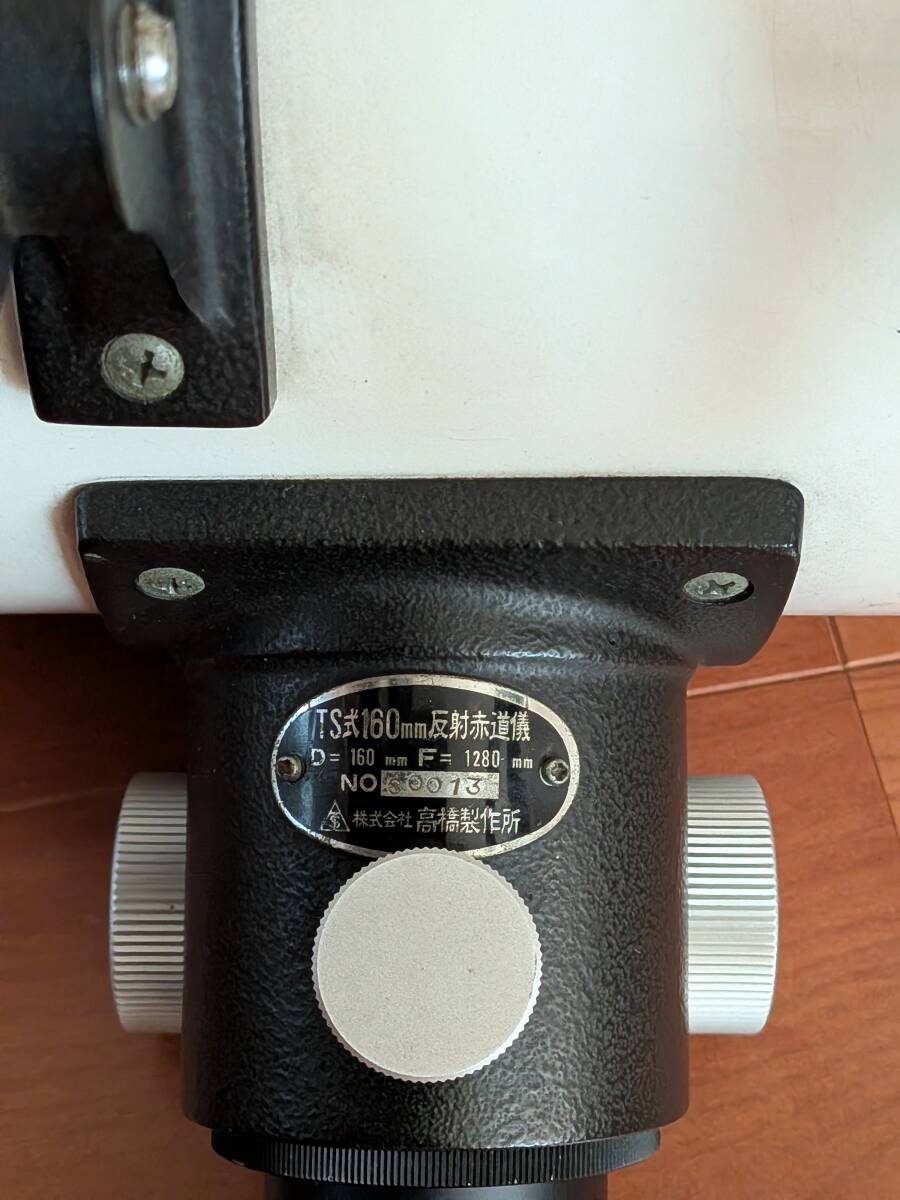 TS式160mm反射赤道儀
D= 160 mm F= 1280 mm
NO
TS 株式会社 高橋製作所